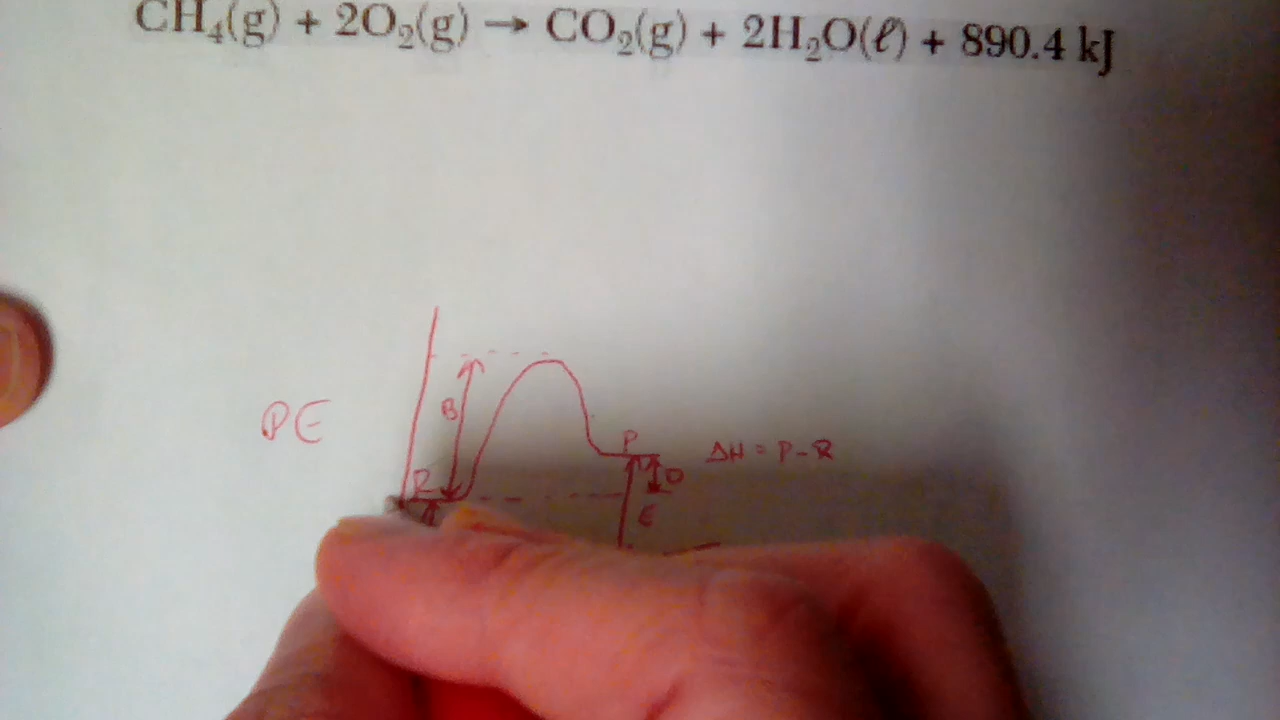 CH₄(g) + 2O₂(g) → CO₂(g) + 2H₂O(ℓ) + 890.4 kJ
B
PE
P
ΔH = P - R
R
D
E